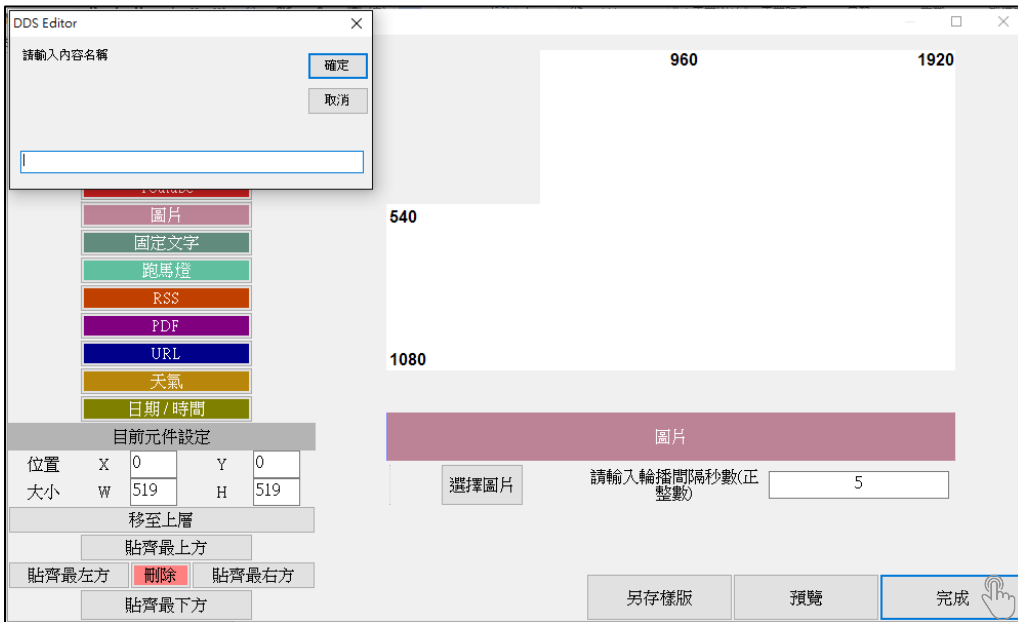 DDS Editor
請輸入內容名稱
確定
取消
960
1920
圖片
540
固定文字
跑馬燈
RSS
PDF
URL
1080
天氣
日期/時間
目前元件設定
圖片
位置 X 0 Y 0
大小 W 519 H 519
選擇圖片
請輸入輪播間隔秒數(正
整數)
5
移至上層
貼齊最上方
貼齊最左方
刪除
貼齊最右方
貼齊最下方
另存樣版
預覽
完成